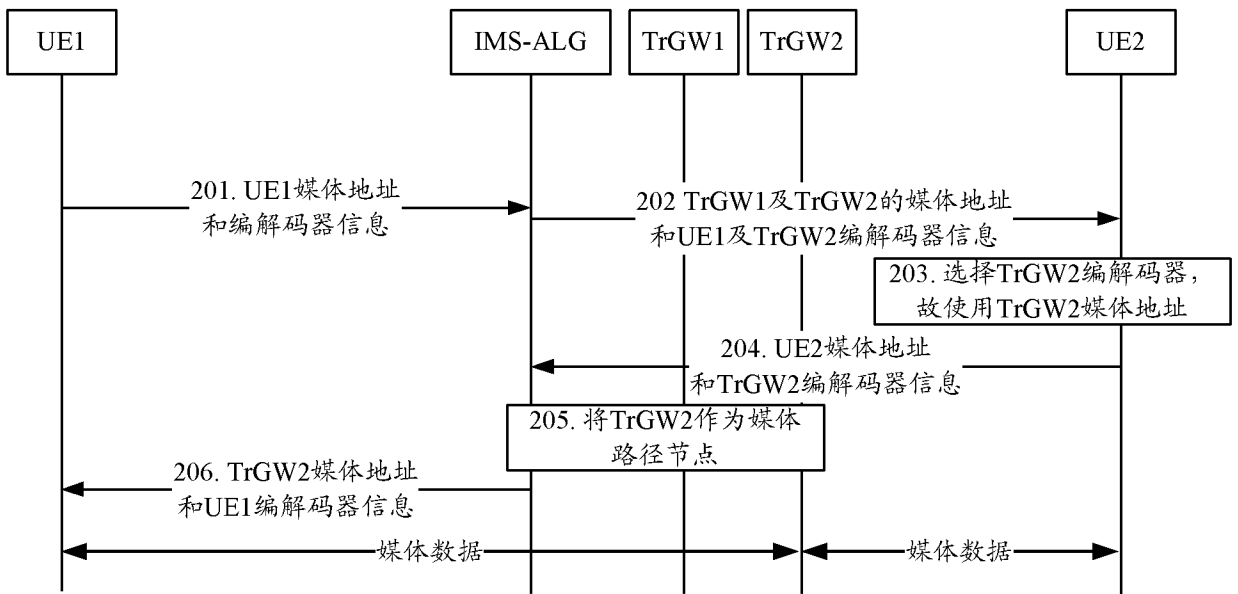 UE1
IMS-ALG
TrGW1
TrGW2
UE2
201. UE1媒体地址
和编解码器信息
202 TrGW1及TrGW2的媒体地址
和UE1及TrGW2编解码器信息
203. 选择TrGW2编解码器，
故使用TrGW2媒体地址
204. UE2媒体地址
和TrGW2编解码器信息
205. 将TrGW2作为媒体
路径节点
206. TrGW2媒体地址
和UE1编解码器信息
媒体数据
媒体数据